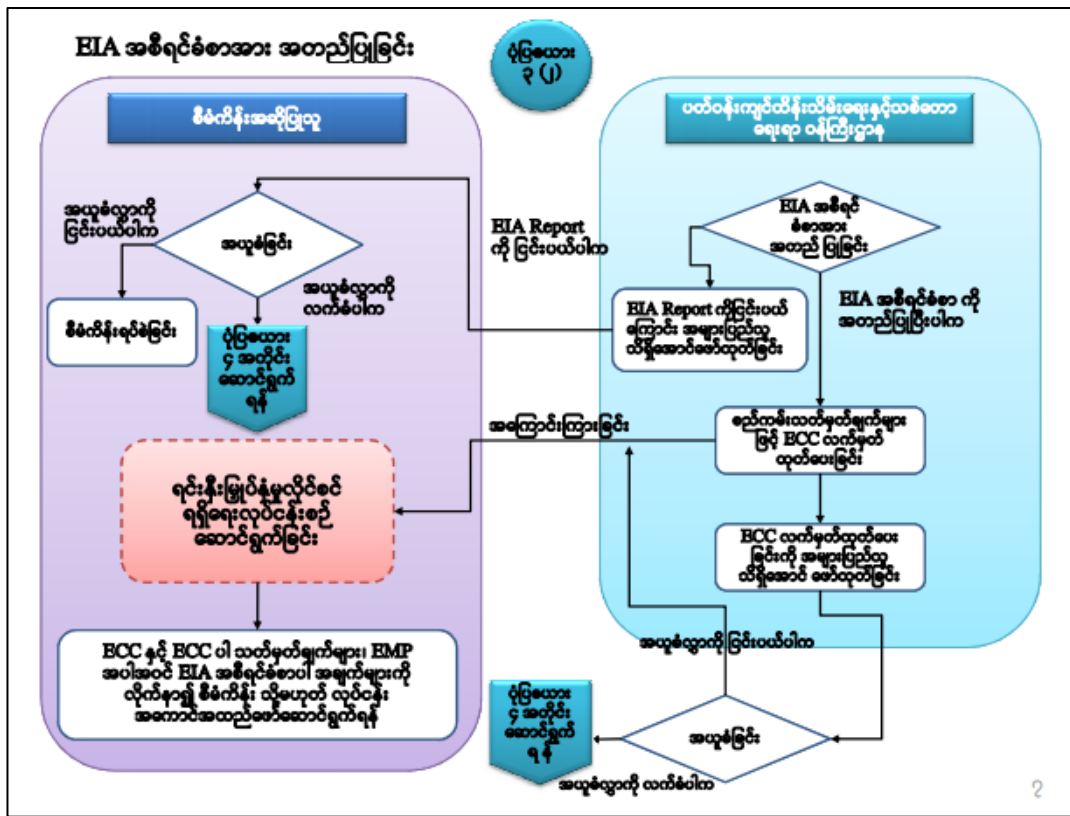 EIA အစီရင်ခံစာအား အတည်ပြုခြင်း
ပုံပြဇယား
၃ (၂)
စီမံကိန်းအဆိုပြုသူ
ပတ်ဝန်းကျင်ထိန်းသိမ်းရေးနှင့်သစ်တော
ရေးရာ ဝန်ကြီးဌာန
အယူခံလွှာကို
ငြင်းပယ်ပါက
အယူခံခြင်း
အယူခံလွှာကို
လက်ခံပါက
စီမံကိန်းရပ်စဲခြင်း
ပုံပြဇယား
၄ အတိုင်း
ဆောင်ရွက်
ရန်
EIA Report
ကို ငြင်းပယ်ပါက
EIA အစီရင်
ခံစာအား
အတည် ပြုခြင်း
EIA Report ကိုငြင်းပယ်
ကြောင်း အများပြည်သူ
သိရှိအောင်ဖော်ထုတ်ခြင်း
EIA အစီရင်ခံစာ ကို
အတည်ပြုပြီးပါက
အကြောင်းကြားခြင်း
စည်ကမ်းသတ်မှတ်ချက်များ
ဖြင့် ECC လက်မှတ်
ထုတ်ပေးခြင်း
ရင်းနှီးမြှုပ်နှံမှုလိုင်စင်
ရရှိရေးလုပ်ငန်းစဉ်
ဆောင်ရွက်ခြင်း
ECC လက်မှတ်ထုတ်ပေး
ခြင်းကို အများပြည်သူ
သိရှိအောင် ဖော်ထုတ်ခြင်း
ECC နှင့် ECC ပါ သတ်မှတ်ချက်များ၊ EMP
အပါအဝင် EIA အစီရင်ခံစာပါ အချက်များကို
လိုက်နာ၍ စီမံကိန်း သို့မဟုတ် လုပ်ငန်း
အကောင်အထည်ဖော်ဆောင်ရွက်ရန်
အယူခံလွှာကို ငြင်းပယ်ပါက
ပုံပြဇယား
၄ အတိုင်း
ဆောင်ရွက်
ရန်
အယူခံခြင်း
အယူခံလွှာကို လက်ခံပါက